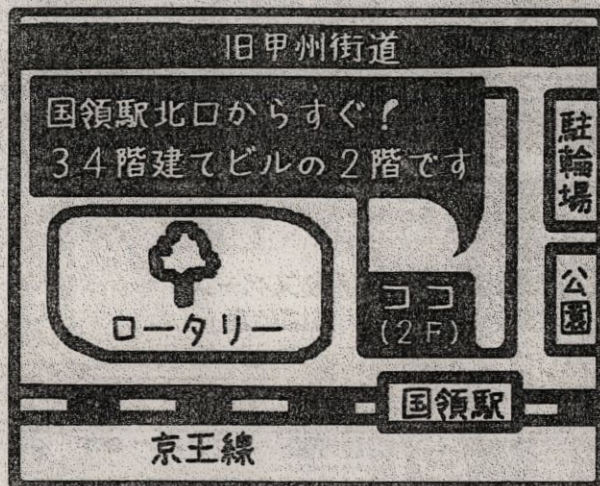 旧甲州街道
国領駅北口からすぐ!
34階建てビルの2階です
駐輪場
公園
ココ
(2F)
ロータリー
国領駅
京王線